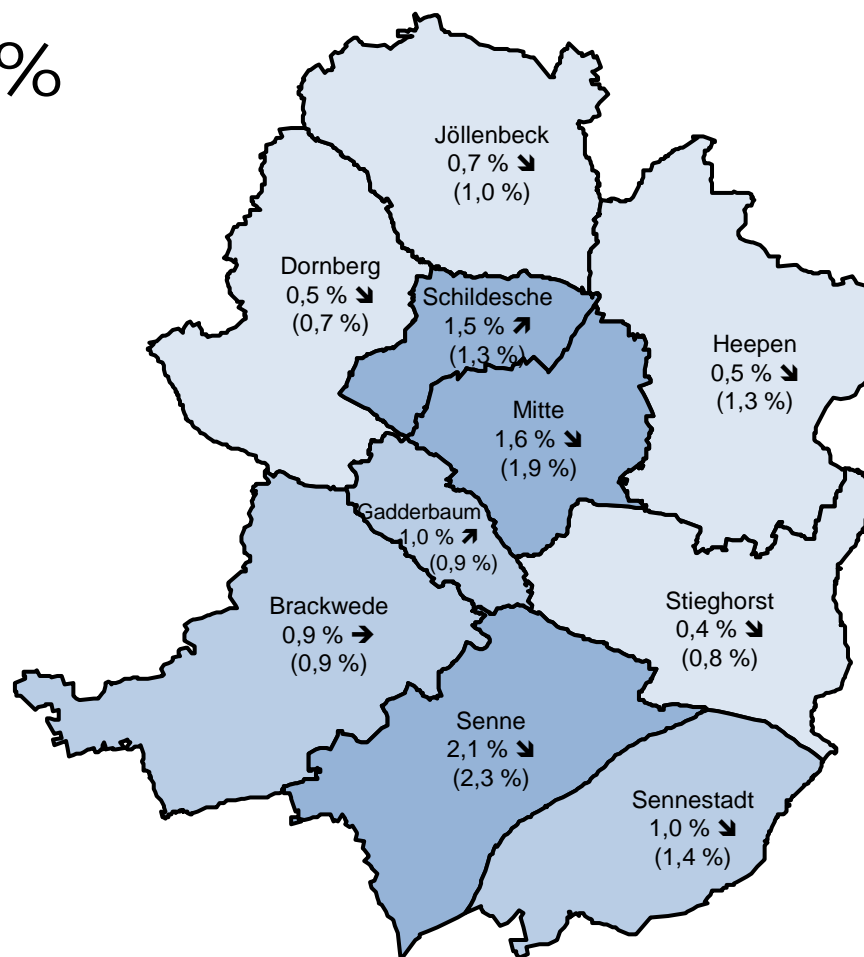 %
Jöllenbeck
0,7 % ➘
(1,0 %)
Dornberg
0,5 % ➘
(0,7 %)
Schildesche
1,5 % ➚
(1,3 %)
Heepen
0,5 % ➘
(1,3 %)
Mitte
1,6 % ➘
(1,9 %)
Gadderbaum
1,0 % ➚
(0,9 %)
Brackwede
0,9 % ➔
(0,9 %)
Stieghorst
0,4 % ➘
(0,8 %)
Senne
2,1 % ➘
(2,3 %)
Sennestadt
1,0 % ➘
(1,4 %)